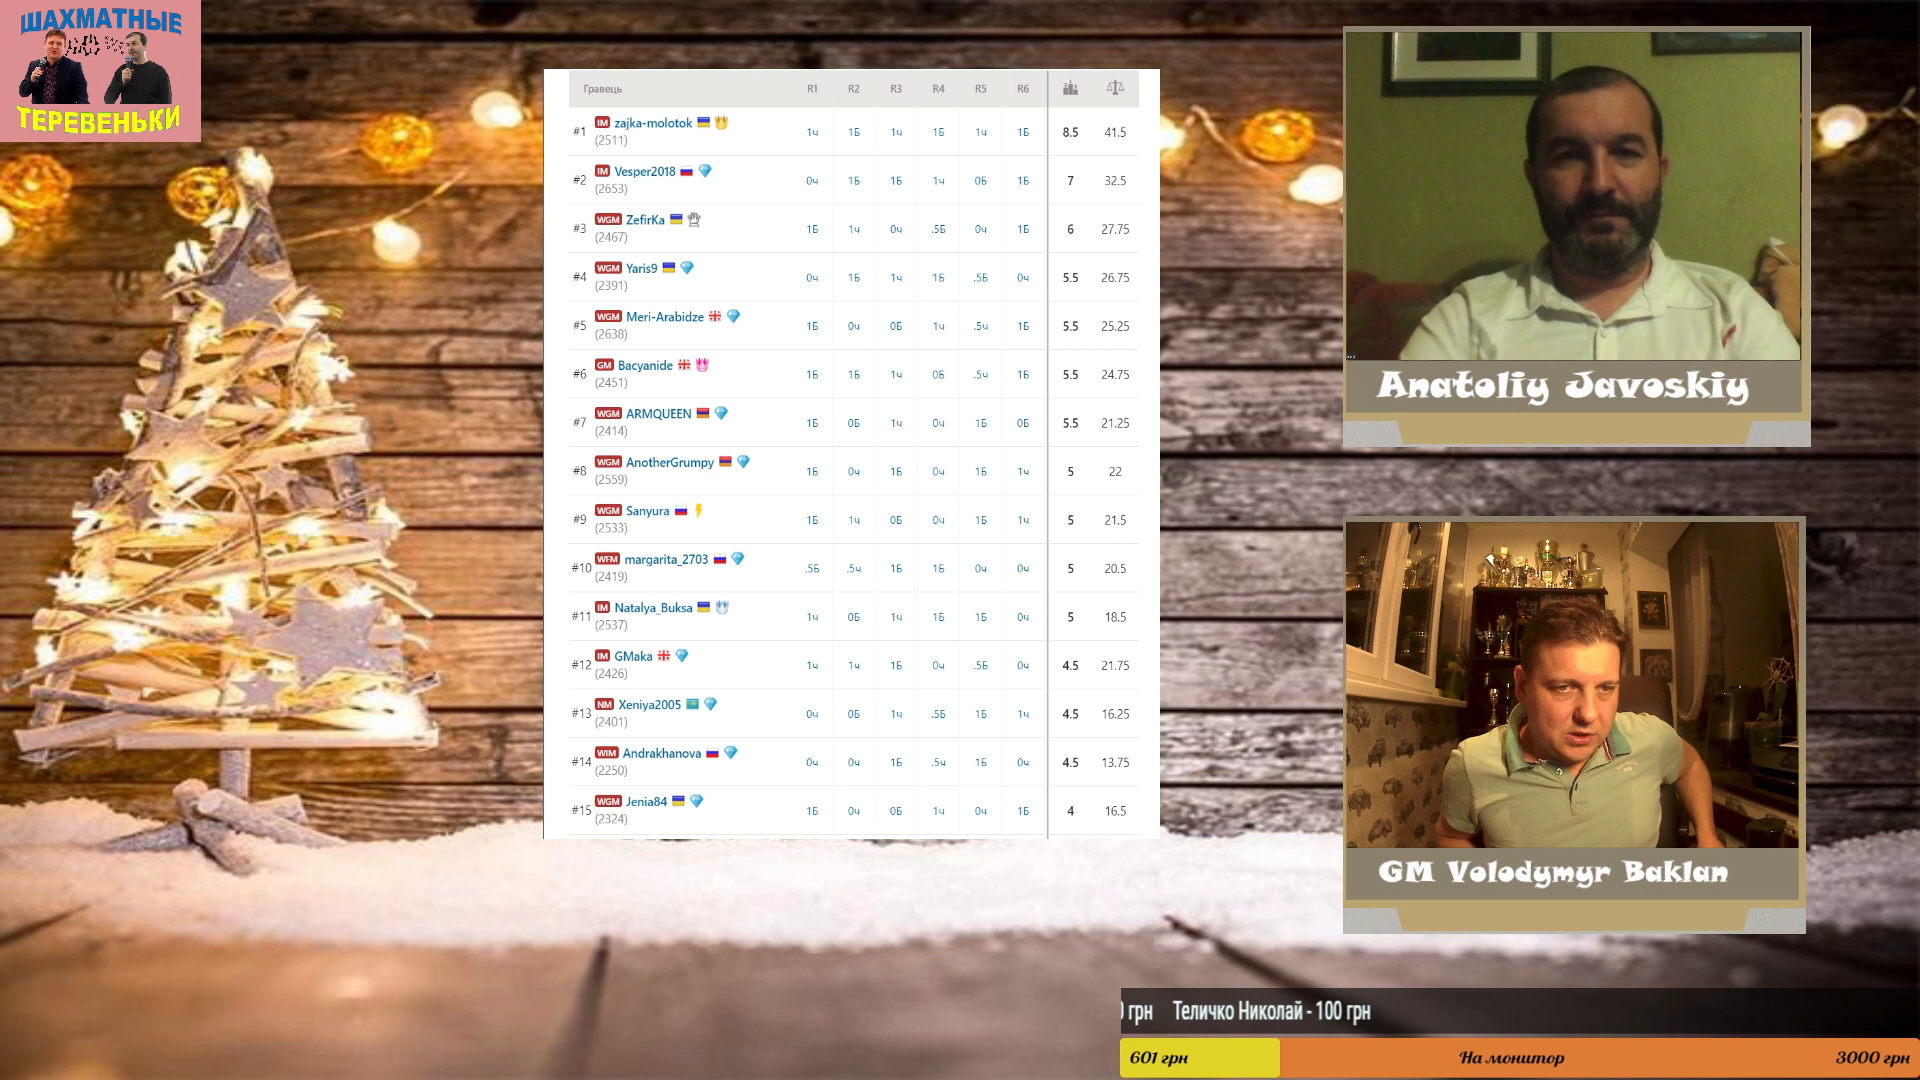 ШАХМАТНЫЕ
ТЕРЕВЕНЬКИ
Гравець R1 R2 R3 R4 R5 R6
#1 IM zajka-molotok (2511) 1ч 1Б 1ч 1Б 1ч 1Б 8.5 41.5
#2 IM Vesper2018 (2653) 0ч 1Б 1Б 1ч 0Б 1Б 7 32.5
#3 WGM ZefirKa (2467) 1Б 1ч 0ч .5Б 0ч 1Б 6 27.75
#4 WGM Yaris9 (2391) 0ч 1Б 1ч 1Б .5Б 0ч 5.5 26.75
#5 WGM Meri-Arabidze (2638) 1Б 0ч 0Б 1ч .5ч 1Б 5.5 25.25
#6 GM Bacyanide (2451) 1Б 1Б 1ч 0Б .5ч 1Б 5.5 24.75
#7 WGM ARMQUEEN (2414) 1Б 0Б 1ч 0ч 1Б 0Б 5.5 21.25
#8 WGM AnotherGrumpy (2559) 1Б 0ч 1Б 0ч 1Б 1ч 5 22
#9 WGM Sanyura (2533) 1Б 1ч 0Б 0ч 1Б 1ч 5 21.5
#10 WFM margarita_2703 (2419) .5Б .5ч 1Б 1Б 0ч 0ч 5 20.5
#11 IM Natalya_Buksa (2537) 1ч 0Б 1ч 1Б 1Б 0ч 5 18.5
#12 IM GMaka (2426) 1ч 1ч 1Б 0ч .5Б 0ч 4.5 21.75
#13 NM Xeniya2005 (2401) 0ч 0Б 1ч .5Б 1Б 1ч 4.5 16.25
#14 WIM Andrakhanova (2250) 0ч 0ч 1Б .5ч 1Б 0ч 4.5 13.75
#15 WGM Jenia84 (2324) 1Б 0ч 0Б 1ч 0ч 1Б 4 16.5
Anatoliy Javoskiy
GM Volodymyr Baklan
грн Теличко Николай - 100 грн
601 грн На монитор 3000 грн